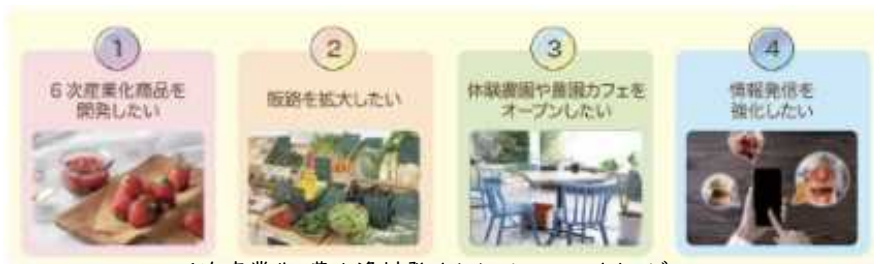 1
6次産業化商品を
開発したい
2
販路を拡大したい
3
体験農園や農園カフェを
オープンしたい
4
情報発信を
強化したい